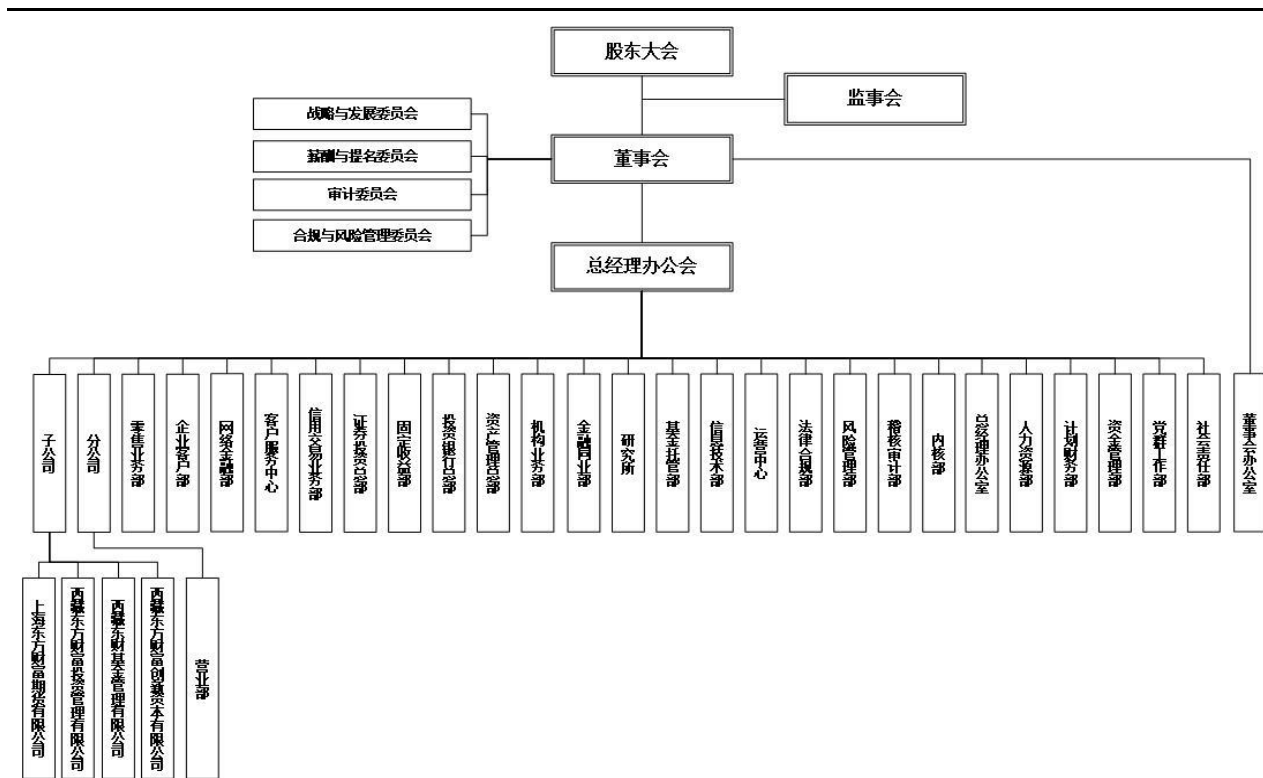 股东大会
监事会
战略与发展委员会
薪酬与提名委员会
董事会
审计委员会
合规与风险管理委员会
总经理办公会
子公司
分公司
零售业务部
企业客户部
网络金融部
客户服务中心
信用交易业务部
证券投资总部
固定收益部
投资银行总部
资产管理总部
机构业务部
金融同业部
研究所
基金托管部
信息技术部
运营中心
法律合规部
风险管理部
稽核审计部
内核部
总经理办公室
人力资源部
计划财务部
资金管理部
党群工作部
社会责任部
董事会办公室
上海东方财富期货有限公司
西藏东方财富投资管理有限公司
西藏东财基金管理有限公司
西藏东方财富创新资本有限公司
营业部